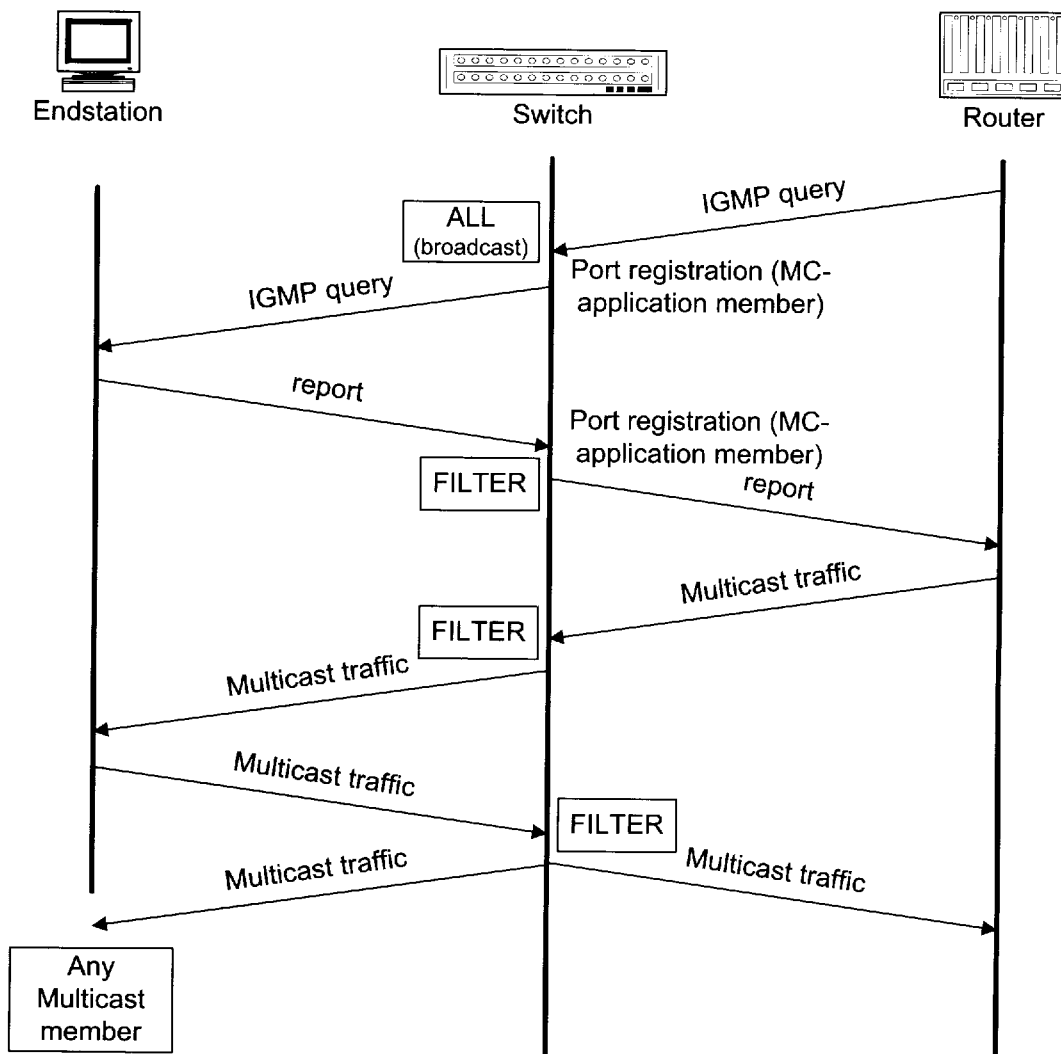 Endstation
Switch
Router
IGMP query
ALL
(broadcast)
Port registration (MC-
application member)
IGMP query
report
Port registration (MC-
application member)
FILTER
report
Multicast traffic
FILTER
Multicast traffic
Multicast traffic
FILTER
Multicast traffic
Multicast traffic
Any
Multicast
member